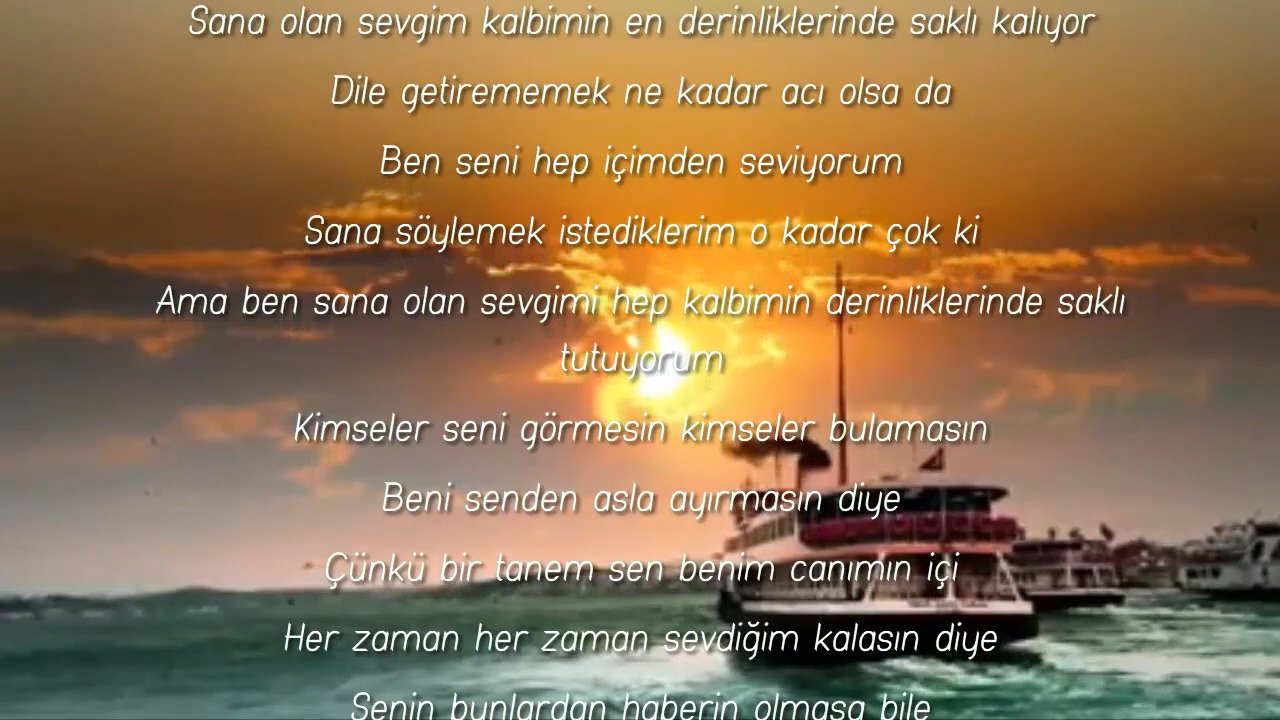 Sana olan sevgim kalbimin en derinliklerinde saklı kalıyor
Dile getirememek ne kadar acı olsa da
Ben seni hep içimden seviyorum
Sana söylemek istediklerim o kadar çok ki
Ama ben sana olan sevgimi hep kalbimin derinliklerinde saklı
tutuyorum
Kimseler seni görmesin kimseler bulamasın
Beni senden asla ayırmasın diye
Çünkü bir tanem sen benim canımın içi
Her zaman her zaman sevdiğim kalasın diye
Senin bunlardan haberin olmasa bile